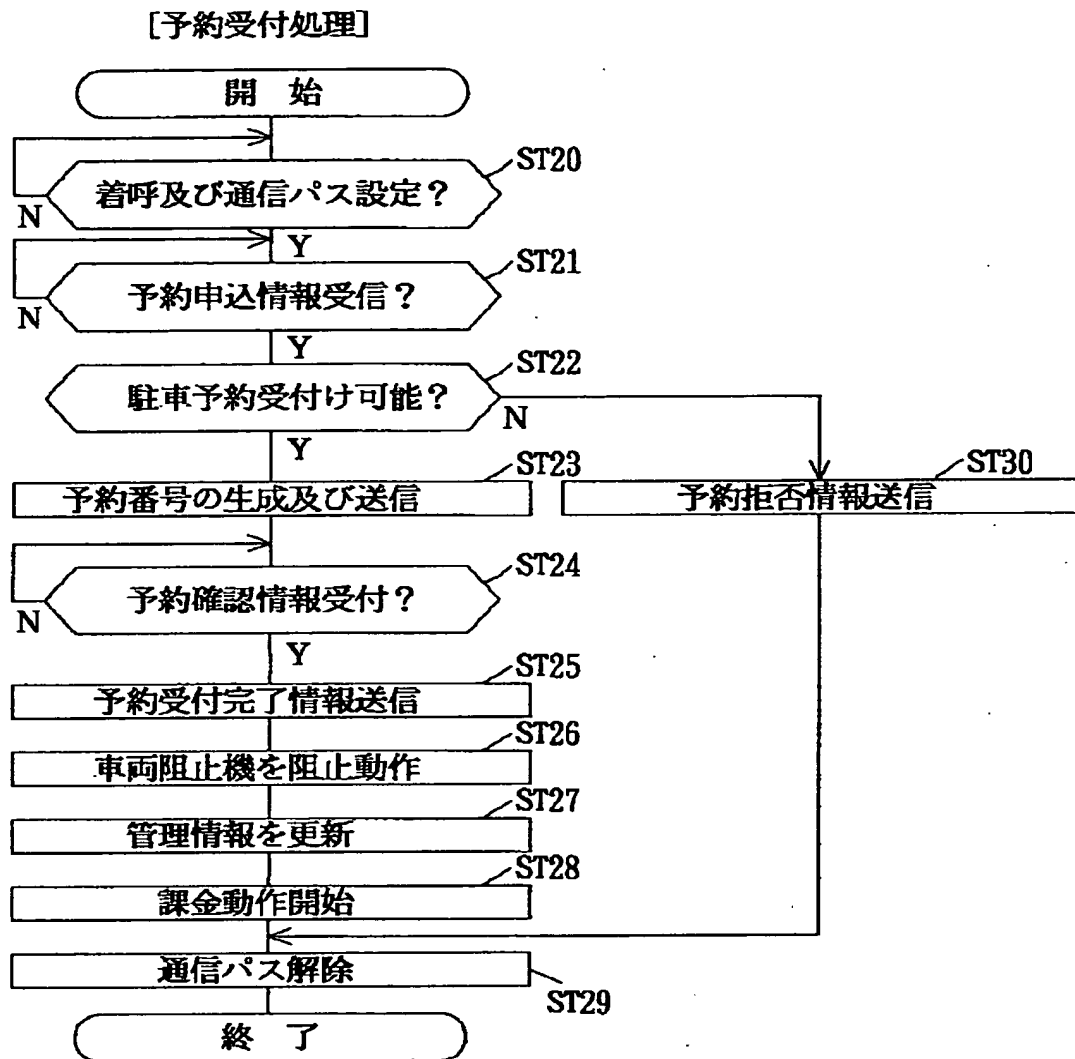 [予約受付処理]
開 始
ST20
着呼及び通信パス設定?
N
Y
ST21
予約申込情報受信?
N
Y
ST22
駐車予約受付け可能?
N
Y
ST23
予約番号の生成及び送信
ST30
予約拒否情報送信
ST24
予約確認情報受付?
N
Y
ST25
予約受付完了情報送信
ST26
車両阻止機を阻止動作
ST27
管理情報を更新
ST28
課金動作開始
通信パス解除
ST29
終 了